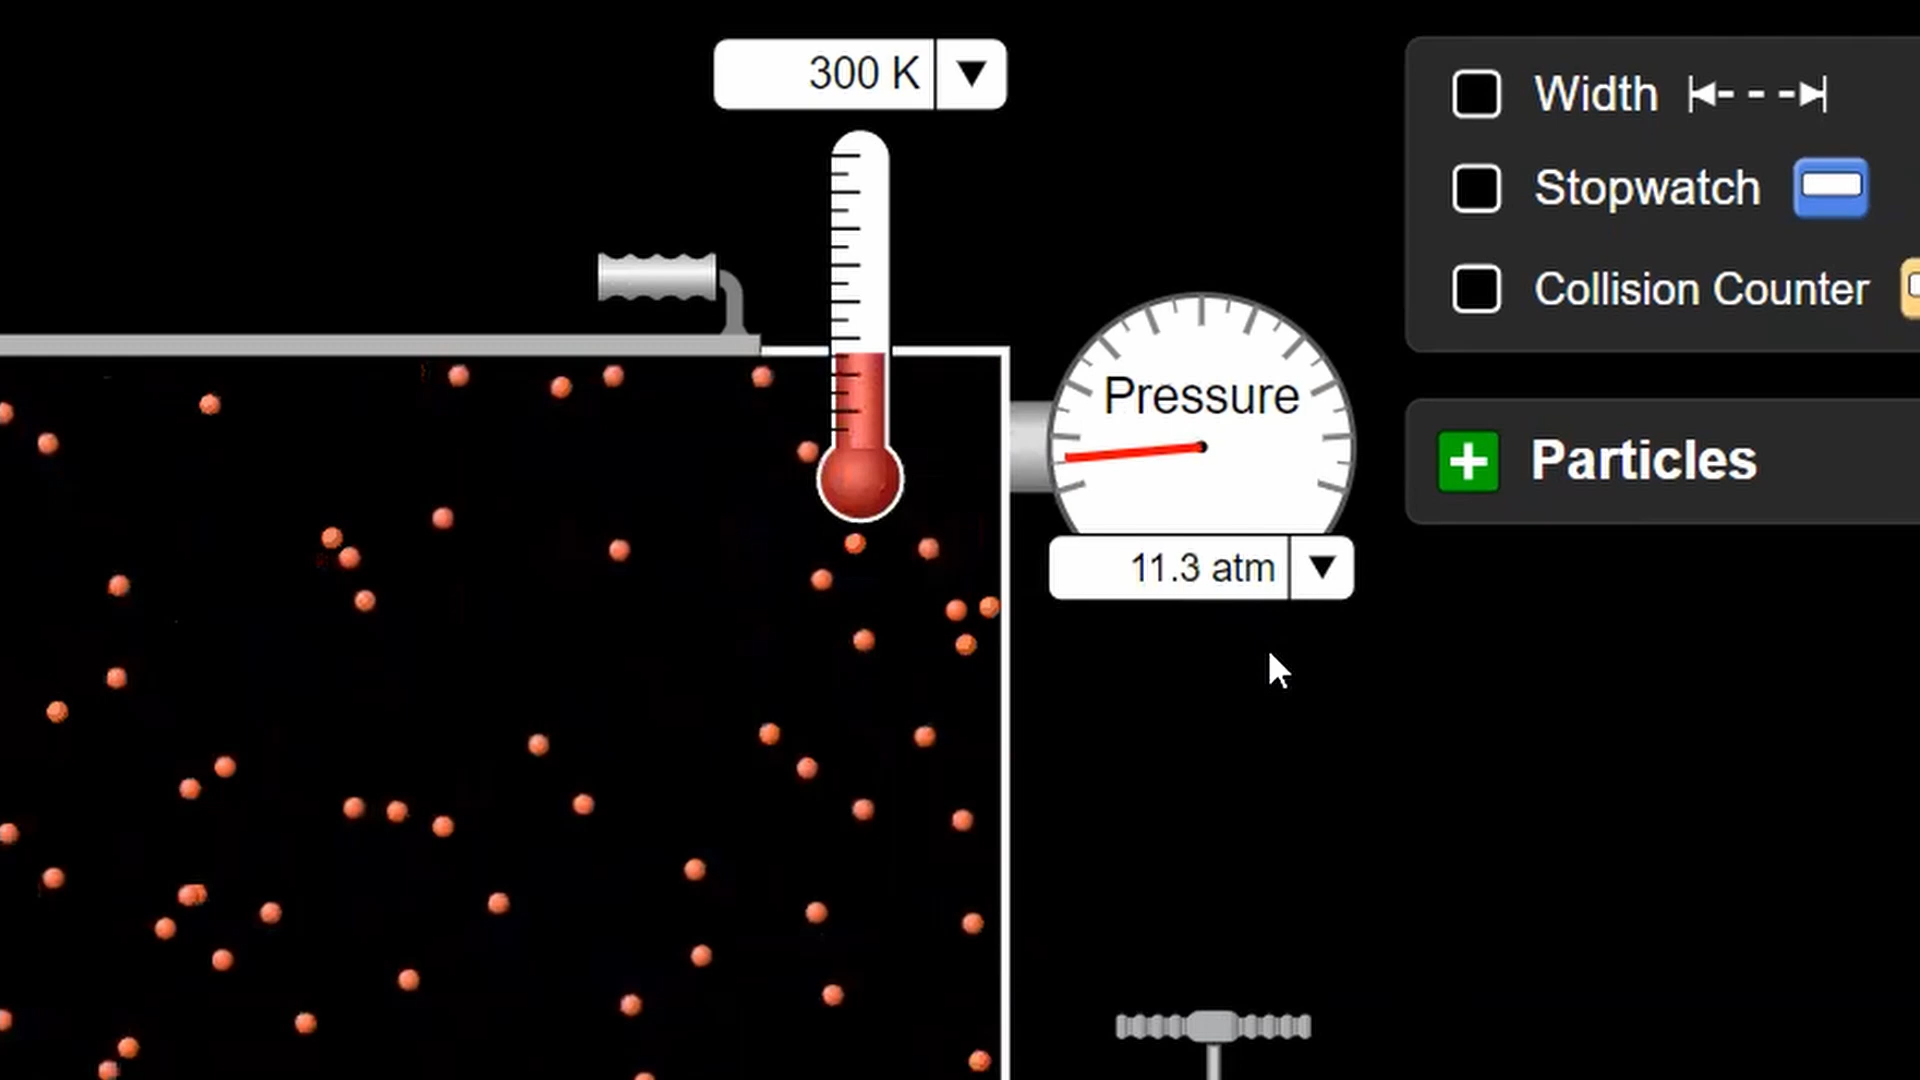 300 K
Width
Stopwatch
Collision Counter
Pressure
Particles
11.3 atm